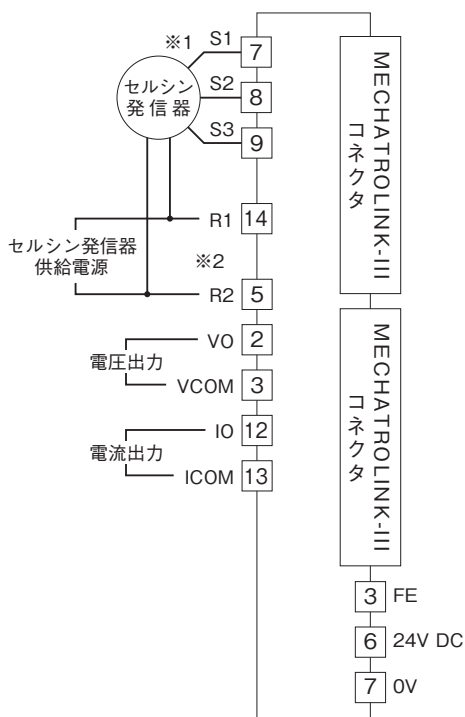 ※1
セルシン
発信器
S1
7
S2
8
S3
9
R1
14
セルシン発信器
供給電源
※2
R2
5
VO
2
電圧出力
VCOM
3
IO
12
電流出力
ICOM
13
MECHATROLINK-III
コネクタ
MECHATROLINK-III
コネクタ
3 FE
6 24V DC
7 0V